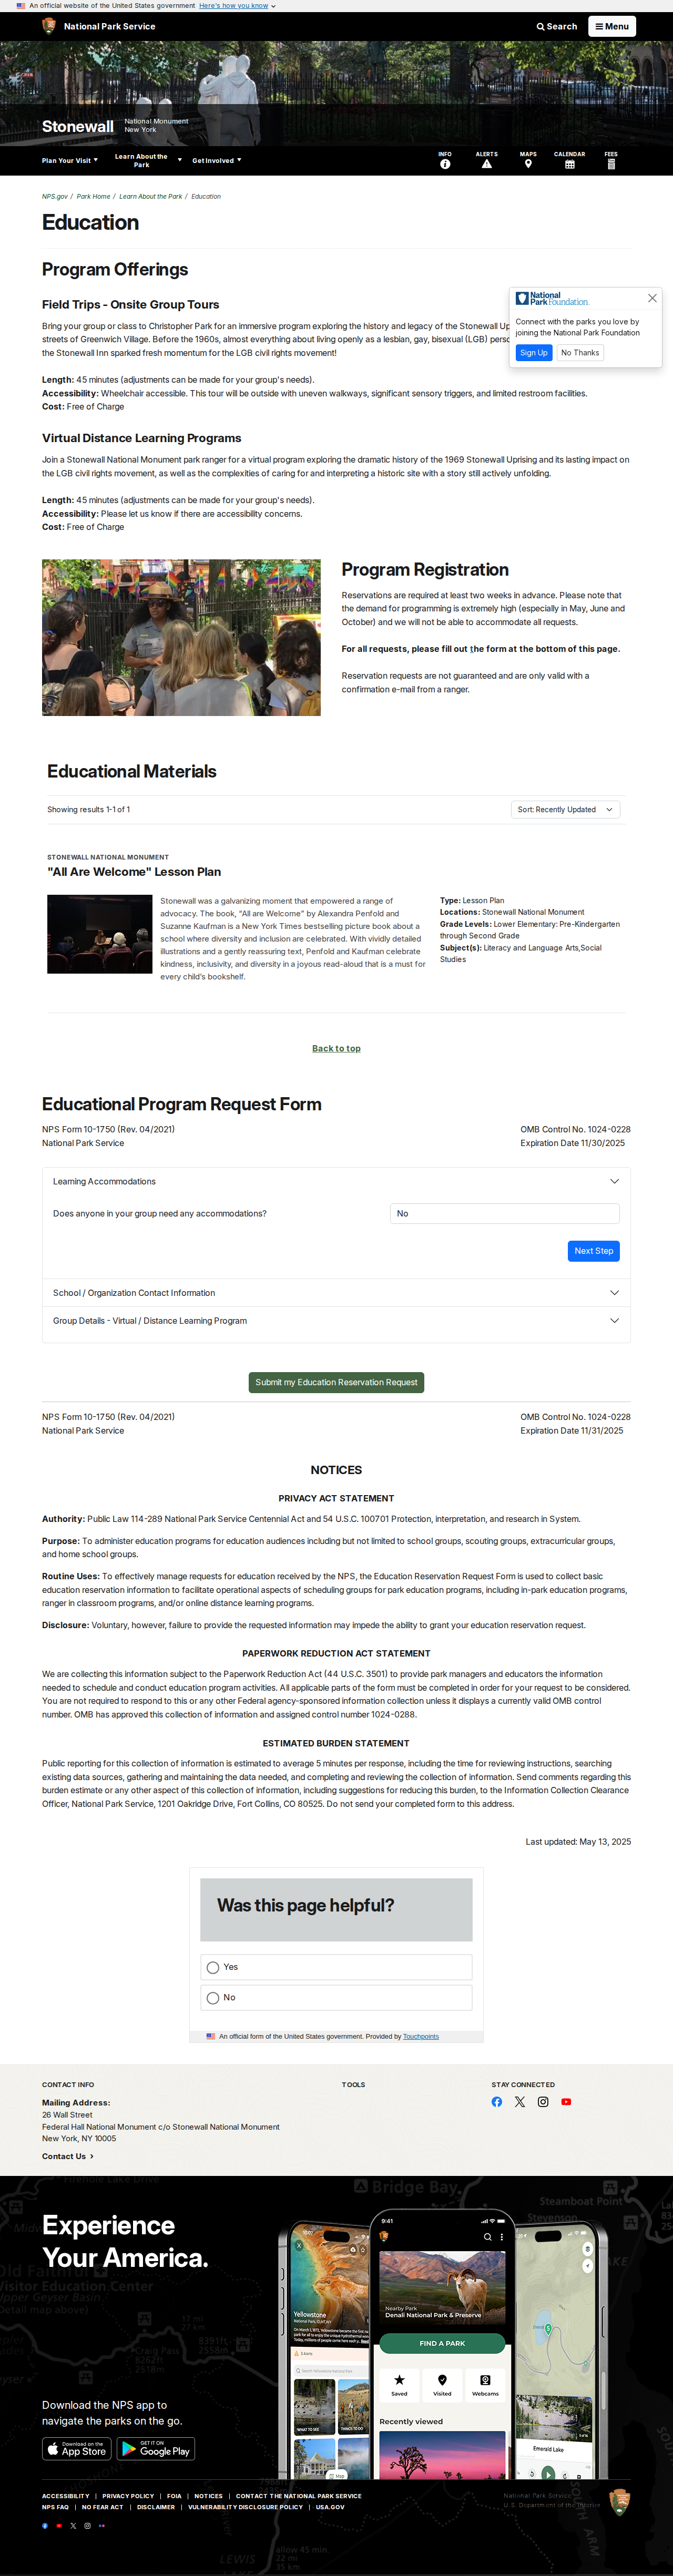 An official website of the United States government Here's how you know
National Park Service
Search
Menu
Stonewall
National Monument
New York
Plan Your Visit
Learn About the
Park
Get Involved
INFO
ALERTS
MAPS
CALENDAR
FEES
NPS.gov / Park Home / Learn About the Park / Education
Education
Program Offerings
Field Trips - Onsite Group Tours
Bring your group or class to Christopher Park for an immersive program exploring the history and legacy of the Stonewall Up
streets of Greenwich Village. Before the 1960s, almost everything about living openly as a lesbian, gay, bisexual (LGB) perso
the Stonewall Inn sparked fresh momentum for the LGB civil rights movement!
National
Park Foundation
Connect with the parks you love by
joining the National Park Foundation
Sign Up
No Thanks
Length: 45 minutes (adjustments can be made for your group's needs).
Accessibility: Wheelchair accessible. This tour will be outside with uneven walkways, significant sensory triggers, and limited restroom facilities.
Cost: Free of Charge
Virtual Distance Learning Programs
Join a Stonewall National Monument park ranger for a virtual program exploring the dramatic history of the 1969 Stonewall Uprising and its lasting impact on
the LGB civil rights movement, as well as the complexities of caring for and interpreting a historic site with a story still actively unfolding.
Length: 45 minutes (adjustments can be made for your group's needs).
Accessibility: Please let us know if there are accessibility concerns.
Cost: Free of Charge
Program Registration
Reservations are required at least two weeks in advance. Please note that
the demand for programming is extremely high (especially in May, June and
October) and we will not be able to accommodate all requests.
For all requests, please fill out the form at the bottom of this page.
Reservation requests are not guaranteed and are only valid with a
confirmation e-mail from a ranger.
Educational Materials
Showing results 1-1 of 1
Sort: Recently Updated
STONEWALL NATIONAL MONUMENT
"All Are Welcome" Lesson Plan
Stonewall was a galvanizing moment that empowered a range of
advocacy. The book, "All are Welcome" by Alexandra Penfold and
Suzanne Kaufman is a New York Times bestselling picture book about a
school where diversity and inclusion are celebrated. With vividly detailed
illustrations and a gently reassuring text, Penfold and Kaufman celebrate
kindness, inclusivity, and diversity in a joyous read-aloud that is a must for
every child's bookshelf.
Type: Lesson Plan
Locations: Stonewall National Monument
Grade Levels: Lower Elementary: Pre-Kindergarten
through Second Grade
Subject(s): Literacy and Language Arts,Social
Studies
Back to top
Educational Program Request Form
NPS Form 10-1750 (Rev. 04/2021)
National Park Service
OMB Control No. 1024-0228
Expiration Date 11/30/2025
Learning Accommodations
Does anyone in your group need any accommodations?
No
Next Step
School / Organization Contact Information
Group Details - Virtual / Distance Learning Program
Submit my Education Reservation Request
NPS Form 10-1750 (Rev. 04/2021)
National Park Service
OMB Control No. 1024-0228
Expiration Date 11/31/2025
NOTICES
PRIVACY ACT STATEMENT
Authority: Public Law 114-289 National Park Service Centennial Act and 54 U.S.C. 100701 Protection, interpretation, and research in System.
Purpose: To administer education programs for education audiences including but not limited to school groups, scouting groups, extracurricular groups,
and home school groups.
Routine Uses: To effectively manage requests for education received by the NPS, the Education Reservation Request Form is used to collect basic
education reservation information to facilitate operational aspects of scheduling groups for park education programs, including in-park education programs,
ranger in classroom programs, and/or online distance learning programs.
Disclosure: Voluntary, however, failure to provide the requested information may impede the ability to grant your education reservation request.
PAPERWORK REDUCTION ACT STATEMENT
We are collecting this information subject to the Paperwork Reduction Act (44 U.S.C. 3501) to provide park managers and educators the information
needed to schedule and conduct education program activities. All applicable parts of the form must be completed in order for your request to be considered.
You are not required to respond to this or any other Federal agency-sponsored information collection unless it displays a currently valid OMB control
number. OMB has approved this collection of information and assigned control number 1024-0288.
ESTIMATED BURDEN STATEMENT
Public reporting for this collection of information is estimated to average 5 minutes per response, including the time for reviewing instructions, searching
existing data sources, gathering and maintaining the data needed, and completing and reviewing the collection of information. Send comments regarding this
burden estimate or any other aspect of this collection of information, including suggestions for reducing this burden, to the Information Collection Clearance
Officer, National Park Service, 1201 Oakridge Drive, Fort Collins, CO 80525. Do not send your completed form to this address.
Last updated: May 13, 2025
Was this page helpful?
Yes
No
An official form of the United States government. Provided by Touchpoints
CONTACT INFO
Mailing Address:
26 Wall Street
Federal Hall National Monument c/o Stonewall National Monument
New York, NY 10005
Contact Us
TOOLS
STAY CONNECTED
Experience
Your America.
Download the NPS app to
navigate the parks on the go.
Download on the
App Store
GET IT ON
Google Play
9:41
Nearby Park
Denali National Park & Preserve
FIND A PARK
Saved
Visited
Webcams
Recently viewed
Yellowstone
WHAT TO SEE
THINGS TO DO
Map
Emerald Lake
Bridge Bay
Steamboat Point
Stevenson
Craig Pass
8262ft
2518m
8391ft
2558m
11 mi
17 km
LEWIS
allow 45 min.
22 mi
35 km
SOUTH ARM
ACCESSIBILITY
PRIVACY POLICY
FOIA
NOTICES
CONTACT THE NATIONAL PARK SERVICE
NPS FAQ
NO FEAR ACT
DISCLAIMER
VULNERABILITY DISCLOSURE POLICY
USA.GOV
National Park Service
U.S. Department of the Interior